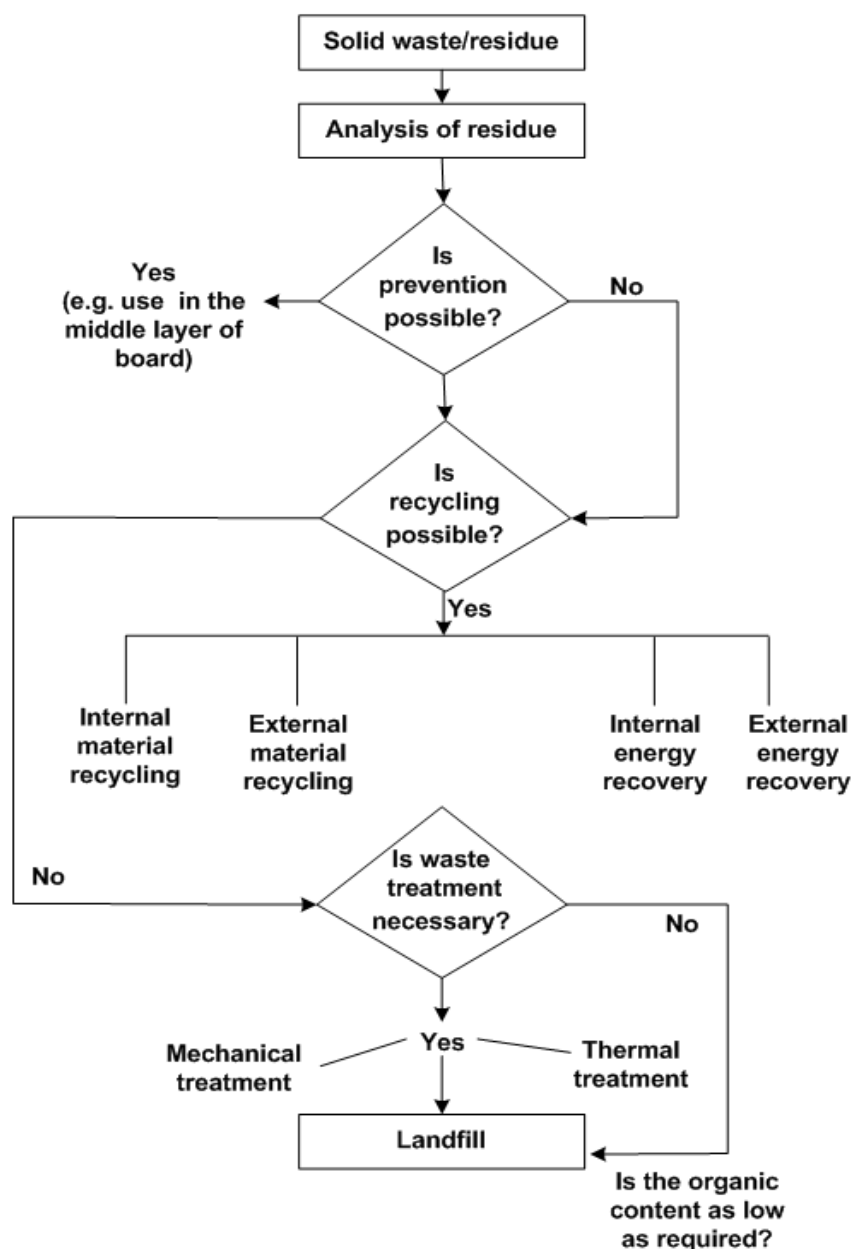 Solid waste/residue
Analysis of residue
Is
prevention
possible?
Yes
(e.g. use in the
middle layer of
board)
No
Is
recycling
possible?
Yes
Internal
material
recycling
External
material
recycling
Internal
energy
recovery
External
energy
recovery
No
Is waste
treatment
necessary?
No
Yes
Mechanical
treatment
Thermal
treatment
Landfill
Is the organic
content as low
as required?